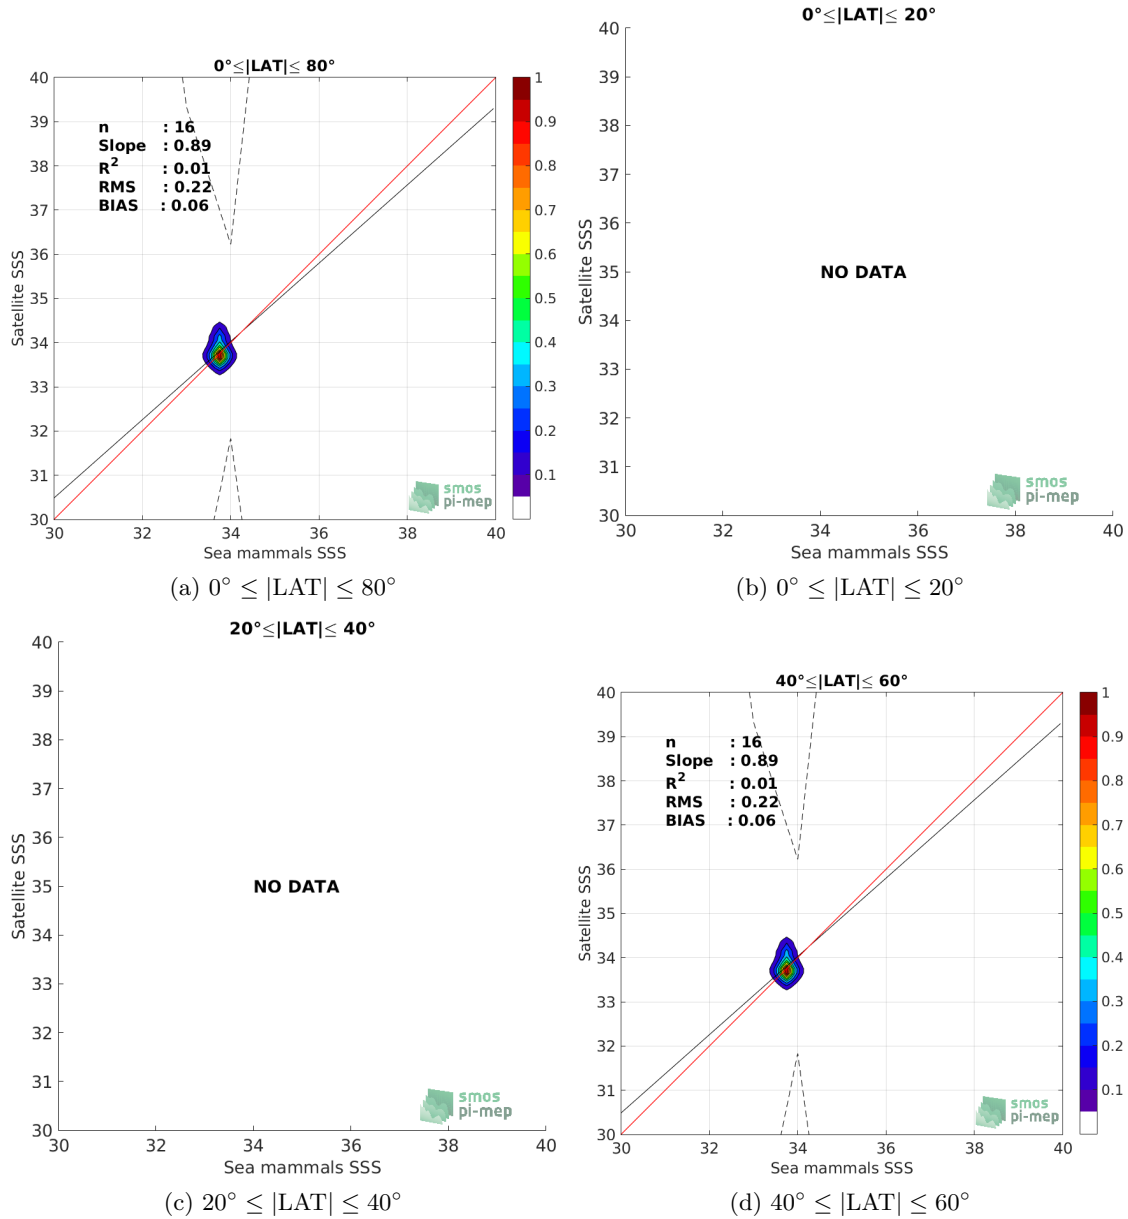 0°≤|LAT|≤ 80°
40
39
38
37
36
35
34
33
32
31
30
Satellite SSS
n : 16
Slope : 0.89
R² : 0.01
RMS : 0.22
BIAS : 0.06
smos
pi-mep
30 32 34 36 38 40
Sea mammals SSS
1
0.9
0.8
0.7
0.6
0.5
0.4
0.3
0.2
0.1
(a) 0° ≤ |LAT| ≤ 80°
0°≤|LAT|≤ 20°
40
39
38
37
36
35
34
33
32
31
30
Satellite SSS
NO DATA
smos
pi-mep
30 32 34 36 38 40
Sea mammals SSS
(b) 0° ≤ |LAT| ≤ 20°
20°≤|LAT|≤ 40°
40
39
38
37
36
35
34
33
32
31
30
Satellite SSS
NO DATA
smos
pi-mep
30 32 34 36 38 40
Sea mammals SSS
(c) 20° ≤ |LAT| ≤ 40°
40°≤|LAT|≤ 60°
40
39
38
37
36
35
34
33
32
31
30
Satellite SSS
n : 16
Slope : 0.89
R² : 0.01
RMS : 0.22
BIAS : 0.06
smos
pi-mep
30 32 34 36 38 40
Sea mammals SSS
1
0.9
0.8
0.7
0.6
0.5
0.4
0.3
0.2
0.1
(d) 40° ≤ |LAT| ≤ 60°